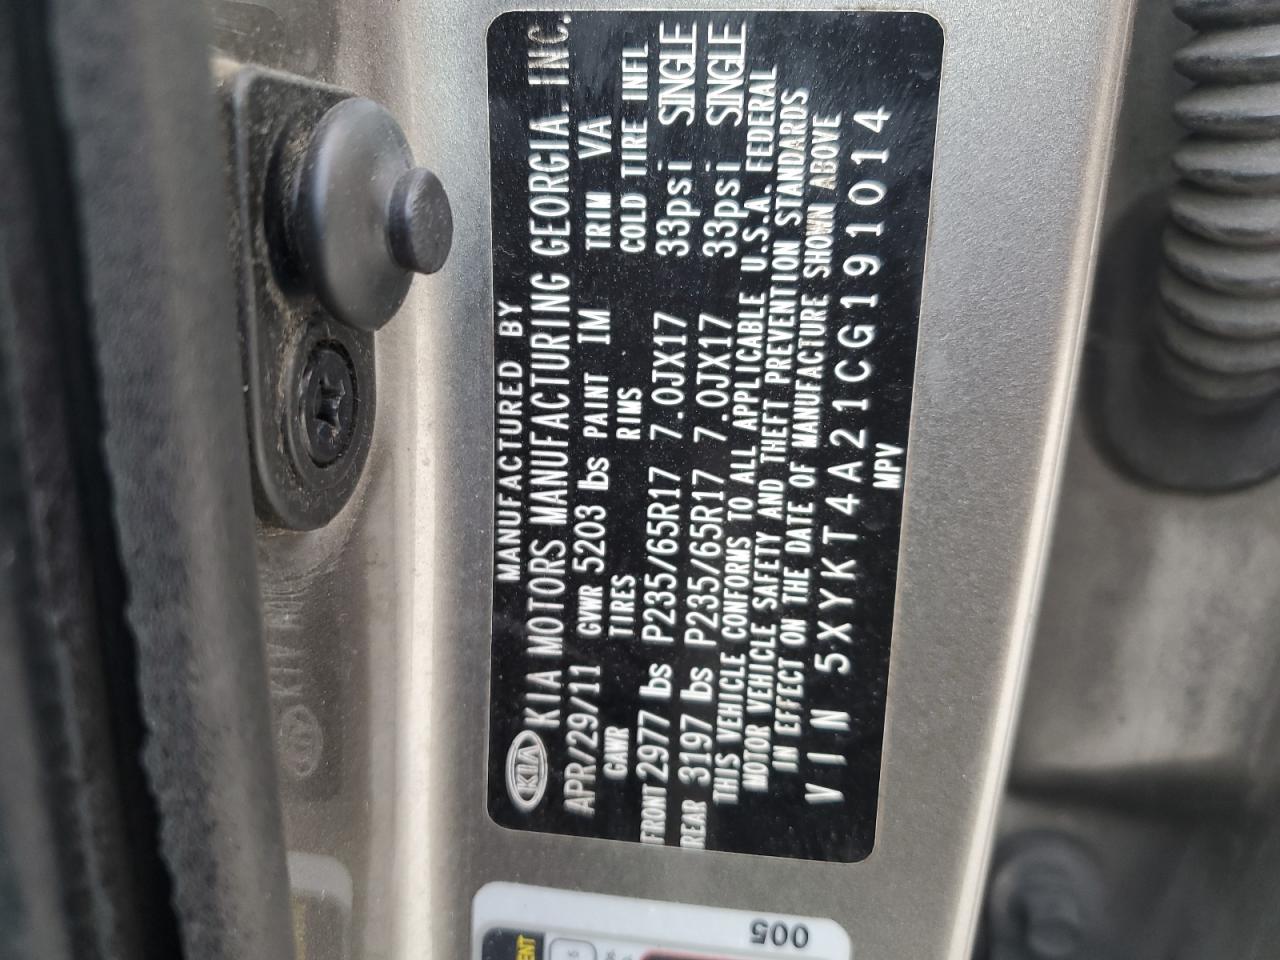 MANUFACTURED BY
KIA KIA MOTORS MANUFACTURING GEORGIA. INC.
APR/29/11 GVWR 5203 lbs PAINT IM TRIM VA
GAWR TIRES RIMS COLD TIRE INFL
FRONT 2977 lbs P235/65R17 7.0JX17 33psi SINGLE
REAR 3197 lbs P235/65R17 7.0JX17 33psi SINGLE
THIS VEHICLE CONFORMS TO ALL APPLICABLE U.S.A. FEDERAL
MOTOR VEHICLE SAFETY AND THEFT PREVENTION STANDARDS
IN EFFECT ON THE DATE OF MANUFACTURE SHOWN ABOVE
VIN 5XYKT4A21CG191014
MPV
005